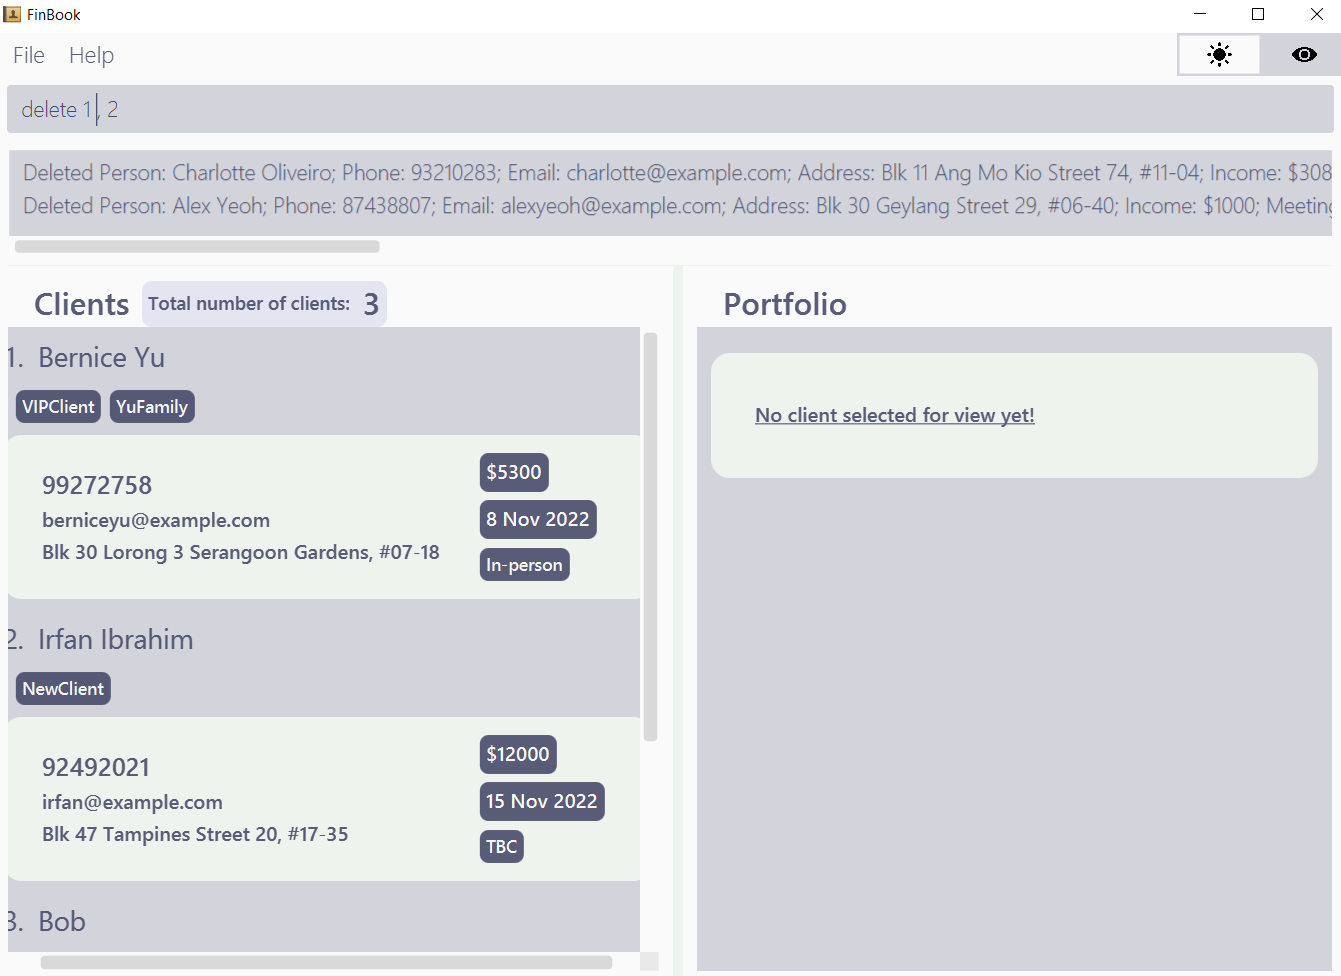 FinBook
File Help
delete 1 , 2
Deleted Person: Charlotte Oliveiro; Phone: 93210283; Email: charlotte@example.com; Address: Blk 11 Ang Mo Kio Street 74, #11-04; Income: $308
Deleted Person: Alex Yeoh; Phone: 87438807; Email: alexyeoh@example.com; Address: Blk 30 Geylang Street 29, #06-40; Income: $1000; Meeting
Clients Total number of clients: 3
Portfolio
1. Bernice Yu
VIPClient YuFamily
99272758
berniceyu@example.com
Blk 30 Lorong 3 Serangoon Gardens, #07-18
$5300
8 Nov 2022
In-person
2. Irfan Ibrahim
NewClient
92492021
irfan@example.com
Blk 47 Tampines Street 20, #17-35
$12000
15 Nov 2022
TBC
3. Bob
No client selected for view yet!